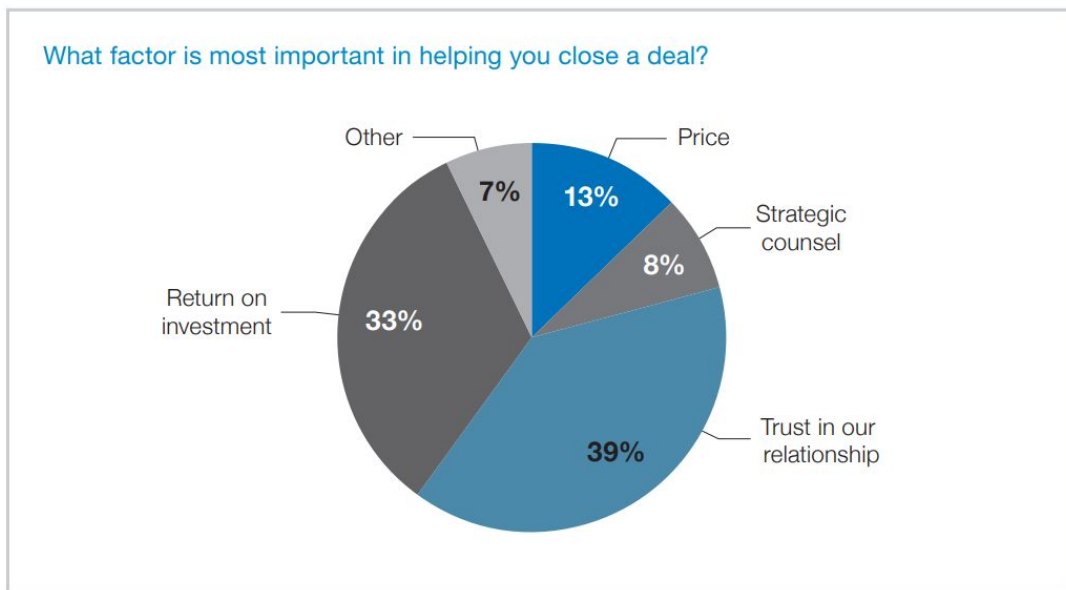 What factor is most important in helping you close a deal?
Other
Price
7%
13%
Strategic
counsel
8%
Return on
investment
33%
Trust in our
relationship
39%